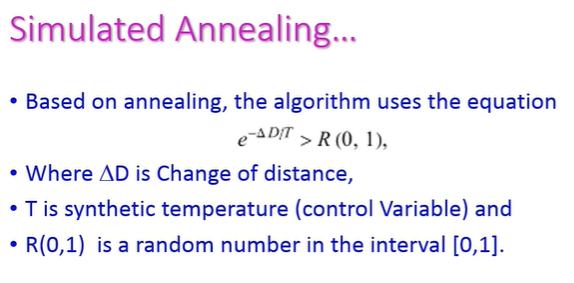 Simulated Annealing...
• Based on annealing, the algorithm uses the equation
e^{-ΔD/T} > R (0, 1),
• Where ΔD is Change of distance,
• T is synthetic temperature (control Variable) and
• R(0,1) is a random number in the interval [0,1].